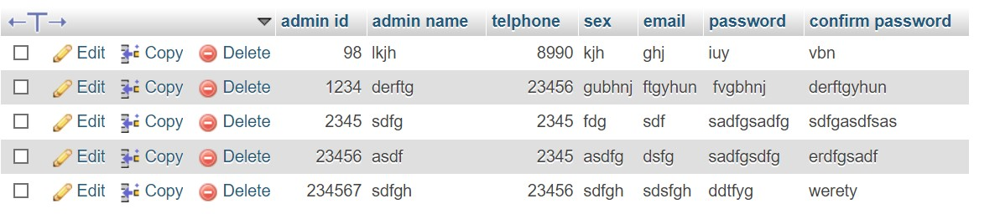 admin id admin name telphone sex email password confirm password
Edit Copy Delete 98 lkjh 8990 kjh ghj iuy vbn
Edit Copy Delete 1234 derftg 23456 gubhnj ftgyhun fvgbhnj derftgyhun
Edit Copy Delete 2345 sdfg 2345 fdg sdf sadfgsadfg sdfgasdfsas
Edit Copy Delete 23456 asdf 2345 asdfg dsfg sadfgsdfg erdfgsadf
Edit Copy Delete 234567 sdfgh 23456 sdfgh sdsfgh ddtfyg werety